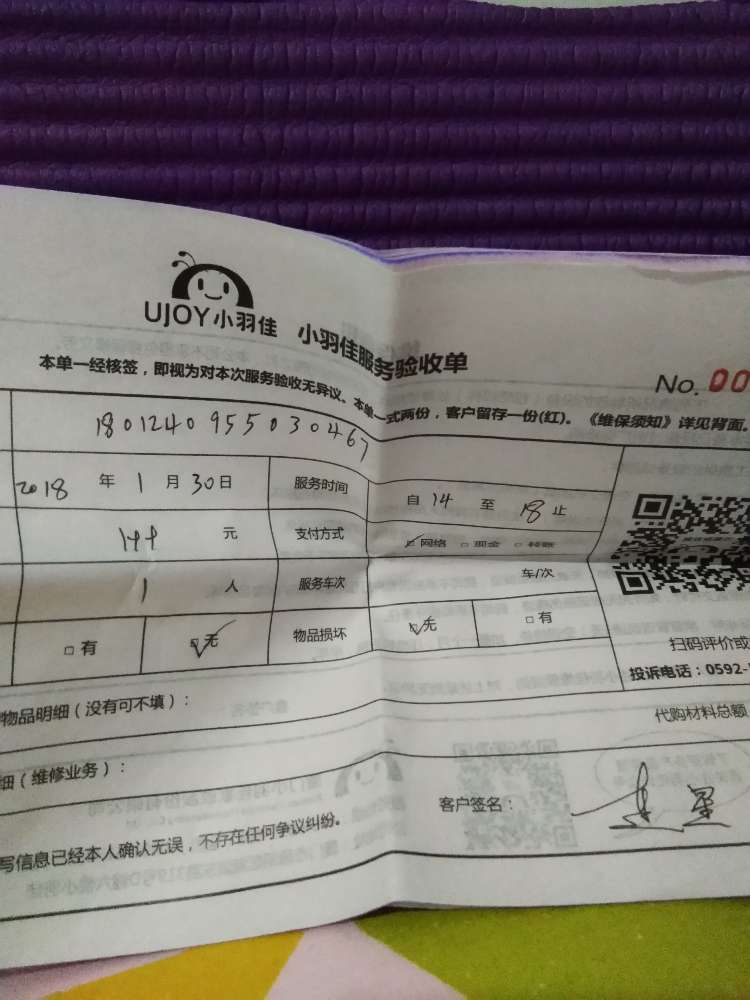 UJOY小羽佳 小羽佳服务验收单
No. 00
本单一经核签，即视为对本次服务验收无异议。本单一式两份，客户留存一份(红)。《维保须知》详见背面。
1801240955030467
2018 年 1 月 30 日 服务时间 自 14 至 18 止
144 元 支付方式 网络 现金 转账
1 人 服务车次 车/次
有 无 物品损坏 无 有
扫码评价或
投诉电话：0592-
物品明细（没有可不填）：
代购材料总额
细（维修业务）：
客户签名：
写信息已经本人确认无误，不存在任何争议纠纷。